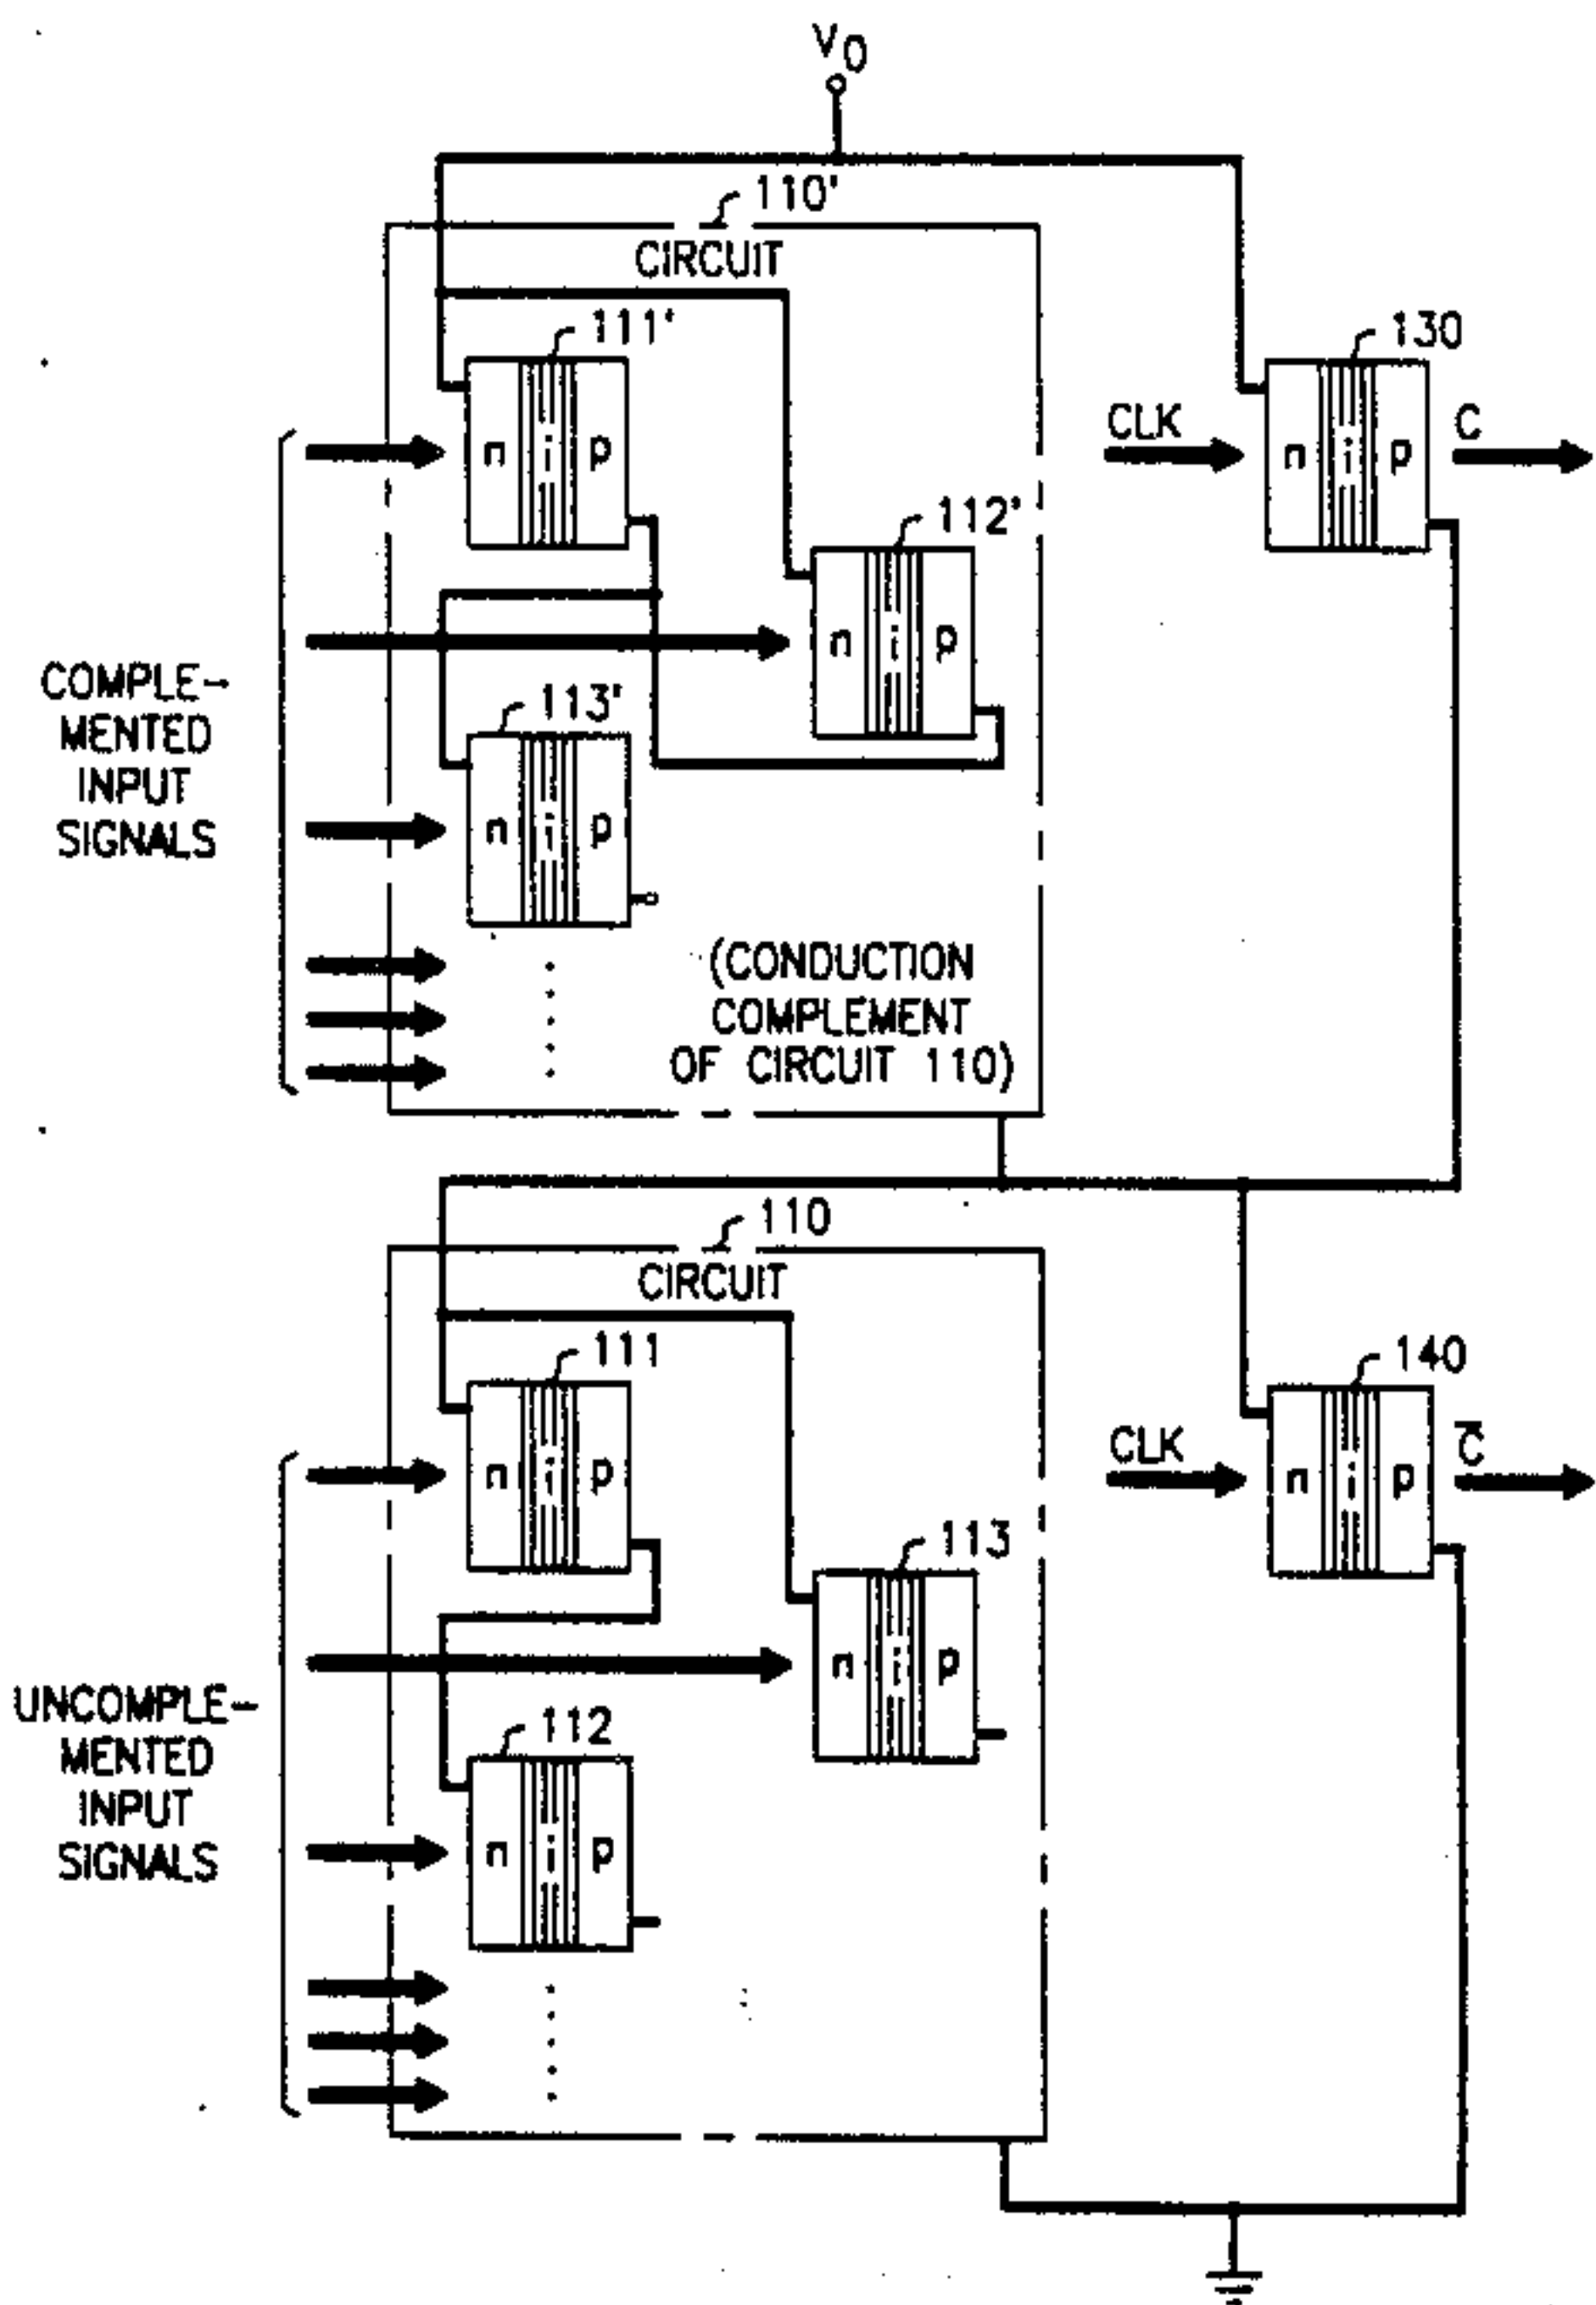 V0
110'
CIRCUIT
111'
n i p
130
CLK
n i p
C
112'
n i p
COMPLE-
MENTED
INPUT
SIGNALS
113'
n i p
(CONDUCTION
COMPLEMENT
OF CIRCUIT 110)
110
CIRCUIT
111
n i p
140
CLK
n i p
C̅
113
n i p
UNCOMPLE-
MENTED
INPUT
SIGNALS
112
n i p